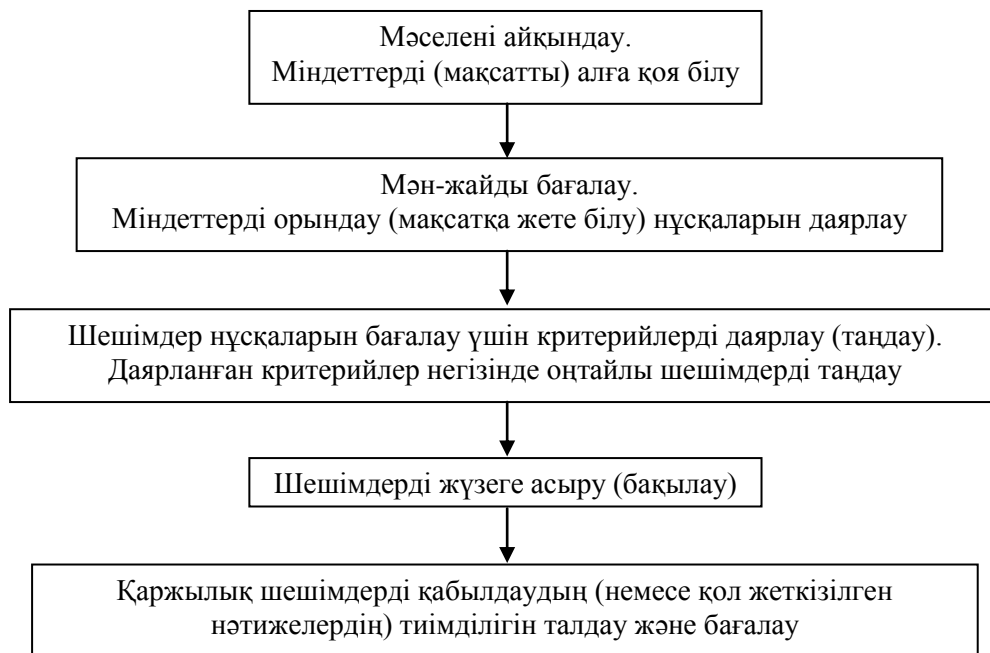 Мәселені айқындау.
Міндеттерді (мақсатты) алға қоя білу
Мән-жайды бағалау.
Міндеттерді орындау (мақсатқа жете білу) нұсқаларын даярлау
Шешімдер нұсқаларын бағалау үшін критерийлерді даярлау (таңдау).
Даярланған критерийлер негізінде оңтайлы шешімдерді таңдау
Шешімдерді жүзеге асыру (бақылау)
Қаржылық шешімдерді қабылдаудың (немесе қол жеткізілген
нәтижелердің) тиімділігін талдау және бағалау